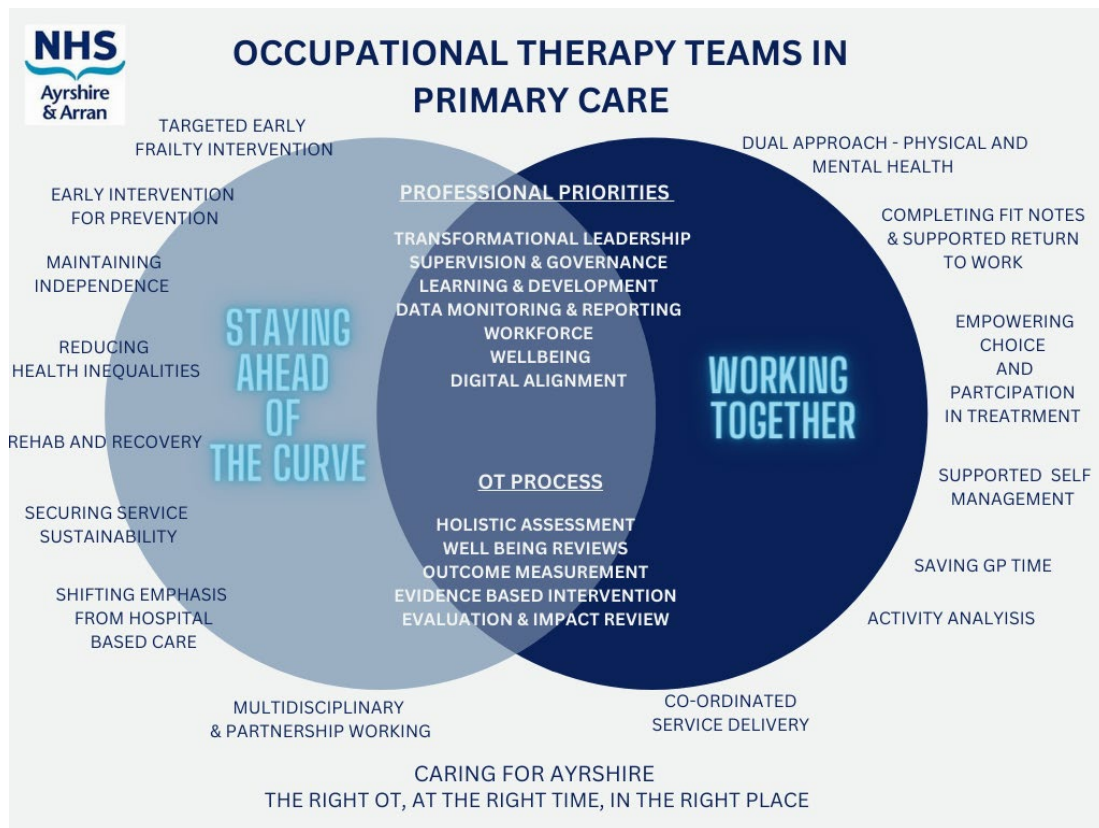 NHS
Ayrshire
& Arran
OCCUPATIONAL THERAPY TEAMS IN
PRIMARY CARE
TARGETED EARLY
FRAILTY INTERVENTION
EARLY INTERVENTION
FOR PREVENTION
MAINTAINING
INDEPENDENCE
REDUCING
HEALTH INEQUALITIES
REHAB AND RECOVERY
SECURING SERVICE
SUSTAINABILITY
SHIFTING EMPHASIS
FROM HOSPITAL
BASED CARE
MULTIDISCIPLINARY
& PARTNERSHIP WORKING
STAYING
AHEAD
OF
THE CURVE
PROFESSIONAL PRIORITIES
TRANSFORMATIONAL LEADERSHIP
SUPERVISION & GOVERNANCE
LEARNING & DEVELOPMENT
DATA MONITORING & REPORTING
WORKFORCE
WELLBEING
DIGITAL ALIGNMENT
OT PROCESS
HOLISTIC ASSESSMENT
WELL BEING REVIEWS
OUTCOME MEASUREMENT
EVIDENCE BASED INTERVENTION
EVALUATION & IMPACT REVIEW
WORKING
TOGETHER
DUAL APPROACH - PHYSICAL AND
MENTAL HEALTH
COMPLETING FIT NOTES
& SUPPORTED RETURN
TO WORK
EMPOWERING
CHOICE
AND
PARTCIPATION
IN TREATRMENT
SUPPORTED SELF
MANAGEMENT
SAVING GP TIME
ACTIVITY ANALYISIS
CO-ORDINATED
SERVICE DELIVERY
CARING FOR AYRSHIRE
THE RIGHT OT, AT THE RIGHT TIME, IN THE RIGHT PLACE